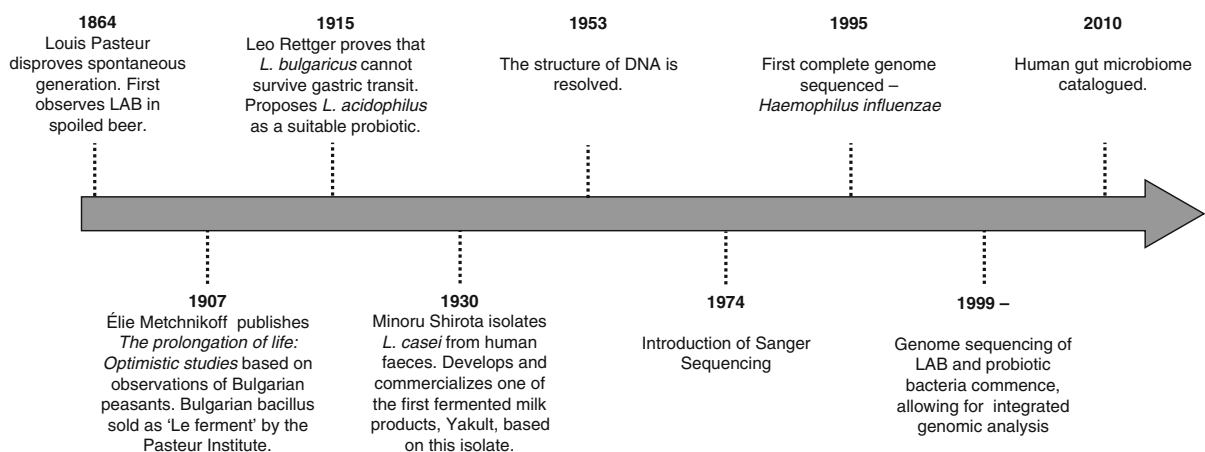 1864
Louis Pasteur
disproves spontaneous
generation. First
observes LAB in
spoiled beer.
1915
Leo Rettger proves that
L. bulgaricus cannot
survive gastric transit.
Proposes L. acidophilus
as a suitable probiotic.
1953
The structure of DNA is
resolved.
1995
First complete genome
sequenced –
Haemophilus influenzae
2010
Human gut microbiome
catalogued.
1907
Élie Metchnikoff publishes
The prolongation of life:
Optimistic studies based on
observations of Bulgarian
peasants. Bulgarian bacillus
sold as ‘Le ferment’ by the
Pasteur Institute.
1930
Minoru Shirota isolates
L. casei from human
faeces. Develops and
commercializes one of
the first fermented milk
products, Yakult, based
on this isolate.
1974
Introduction of Sanger
Sequencing
1999 –
Genome sequencing of
LAB and probiotic
bacteria commence,
allowing for integrated
genomic analysis